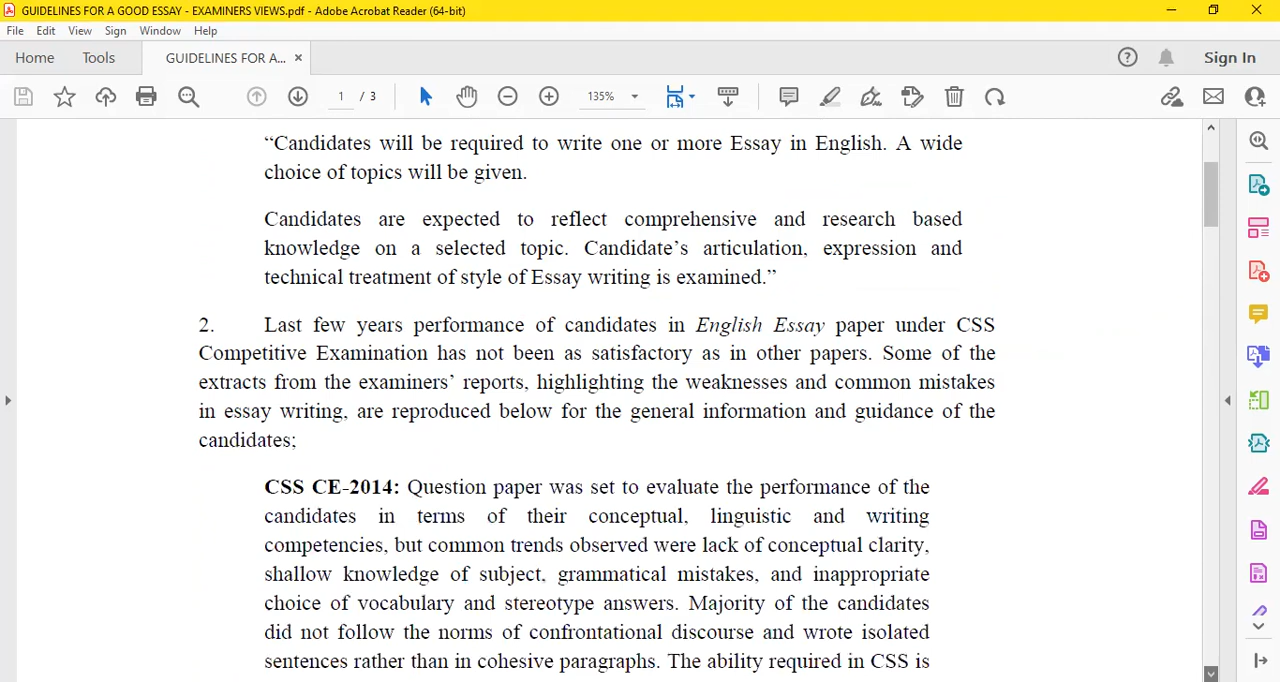 GUIDELINES FOR A GOOD ESSAY - EXAMINERS VIEWS.pdf - Adobe Acrobat Reader (64-bit)
File Edit View Sign Window Help
Home Tools GUIDELINES FOR A... × Sign In
1 / 3 135%
“Candidates will be required to write one or more Essay in English. A wide
choice of topics will be given.
Candidates are expected to reflect comprehensive and research based
knowledge on a selected topic. Candidate’s articulation, expression and
technical treatment of style of Essay writing is examined.”
2. Last few years performance of candidates in English Essay paper under CSS
Competitive Examination has not been as satisfactory as in other papers. Some of the
extracts from the examiners’ reports, highlighting the weaknesses and common mistakes
in essay writing, are reproduced below for the general information and guidance of the
candidates;
CSS CE-2014: Question paper was set to evaluate the performance of the
candidates in terms of their conceptual, linguistic and writing
competencies, but common trends observed were lack of conceptual clarity,
shallow knowledge of subject, grammatical mistakes, and inappropriate
choice of vocabulary and stereotype answers. Majority of the candidates
did not follow the norms of confrontational discourse and wrote isolated
sentences rather than in cohesive paragraphs. The ability required in CSS is